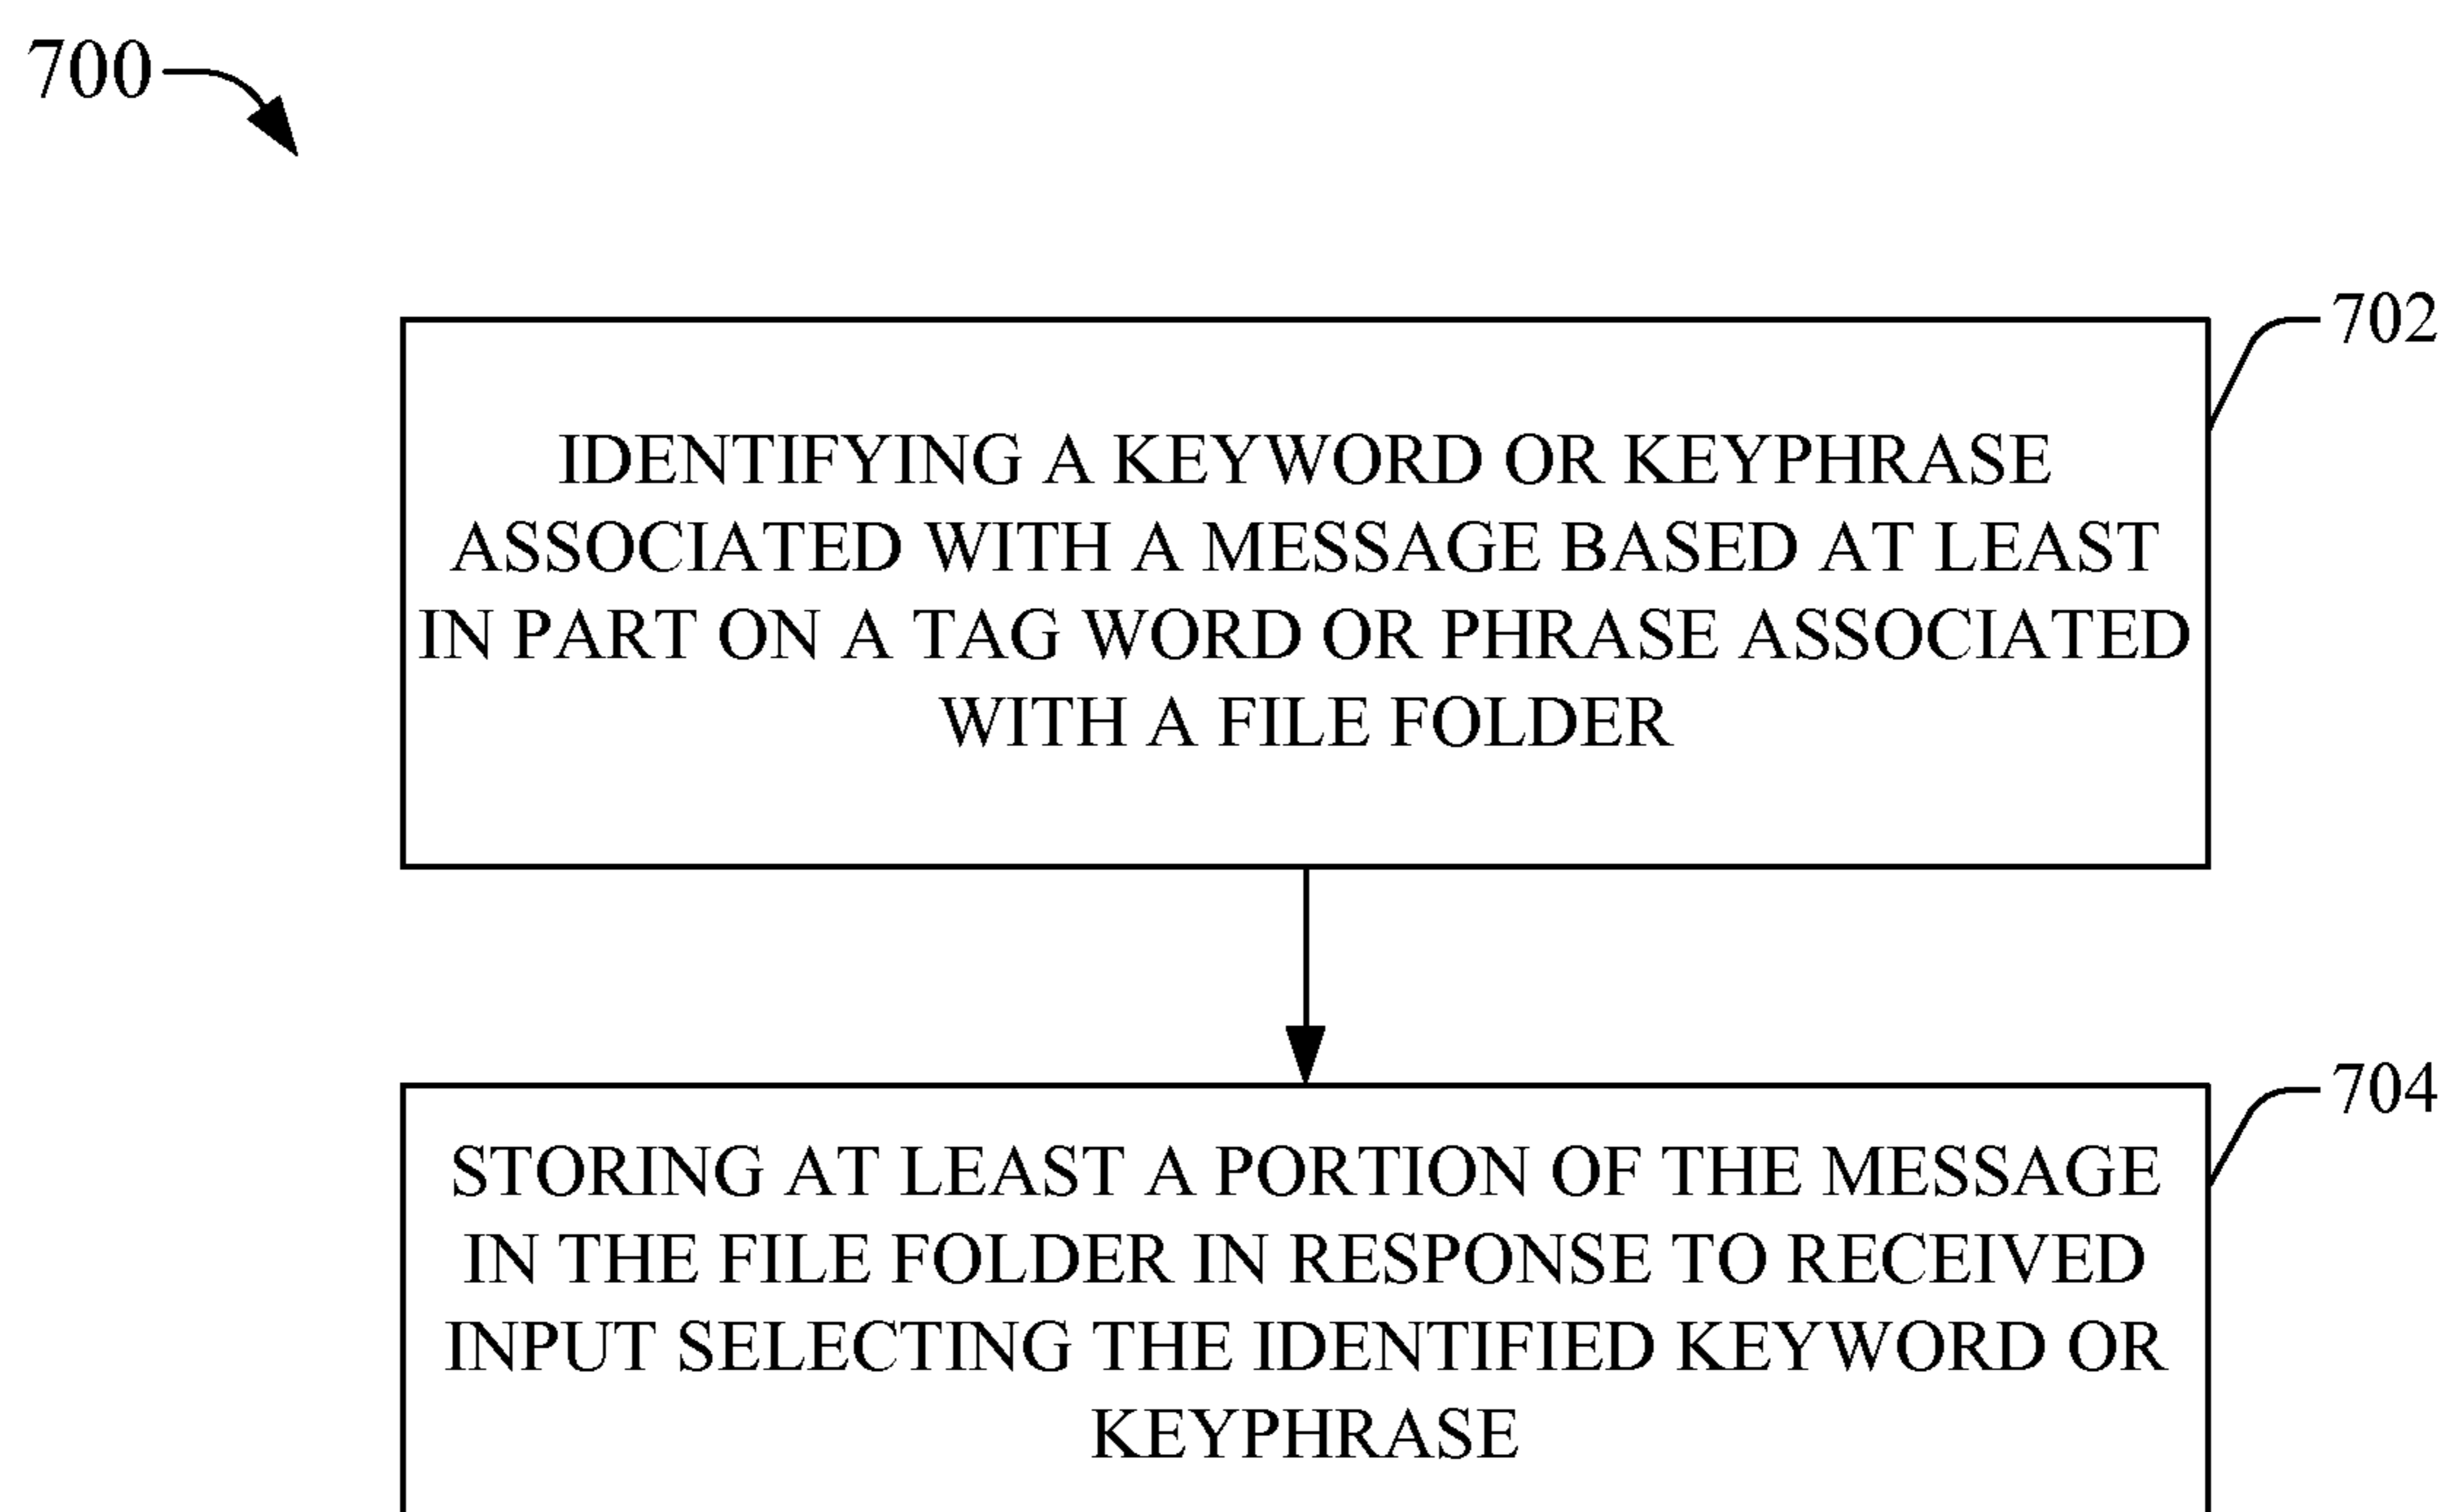 700
702
IDENTIFYING A KEYWORD OR KEYPHRASE
ASSOCIATED WITH A MESSAGE BASED AT LEAST
IN PART ON A TAG WORD OR PHRASE ASSOCIATED
WITH A FILE FOLDER
704
STORING AT LEAST A PORTION OF THE MESSAGE
IN THE FILE FOLDER IN RESPONSE TO RECEIVED
INPUT SELECTING THE IDENTIFIED KEYWORD OR
KEYPHRASE